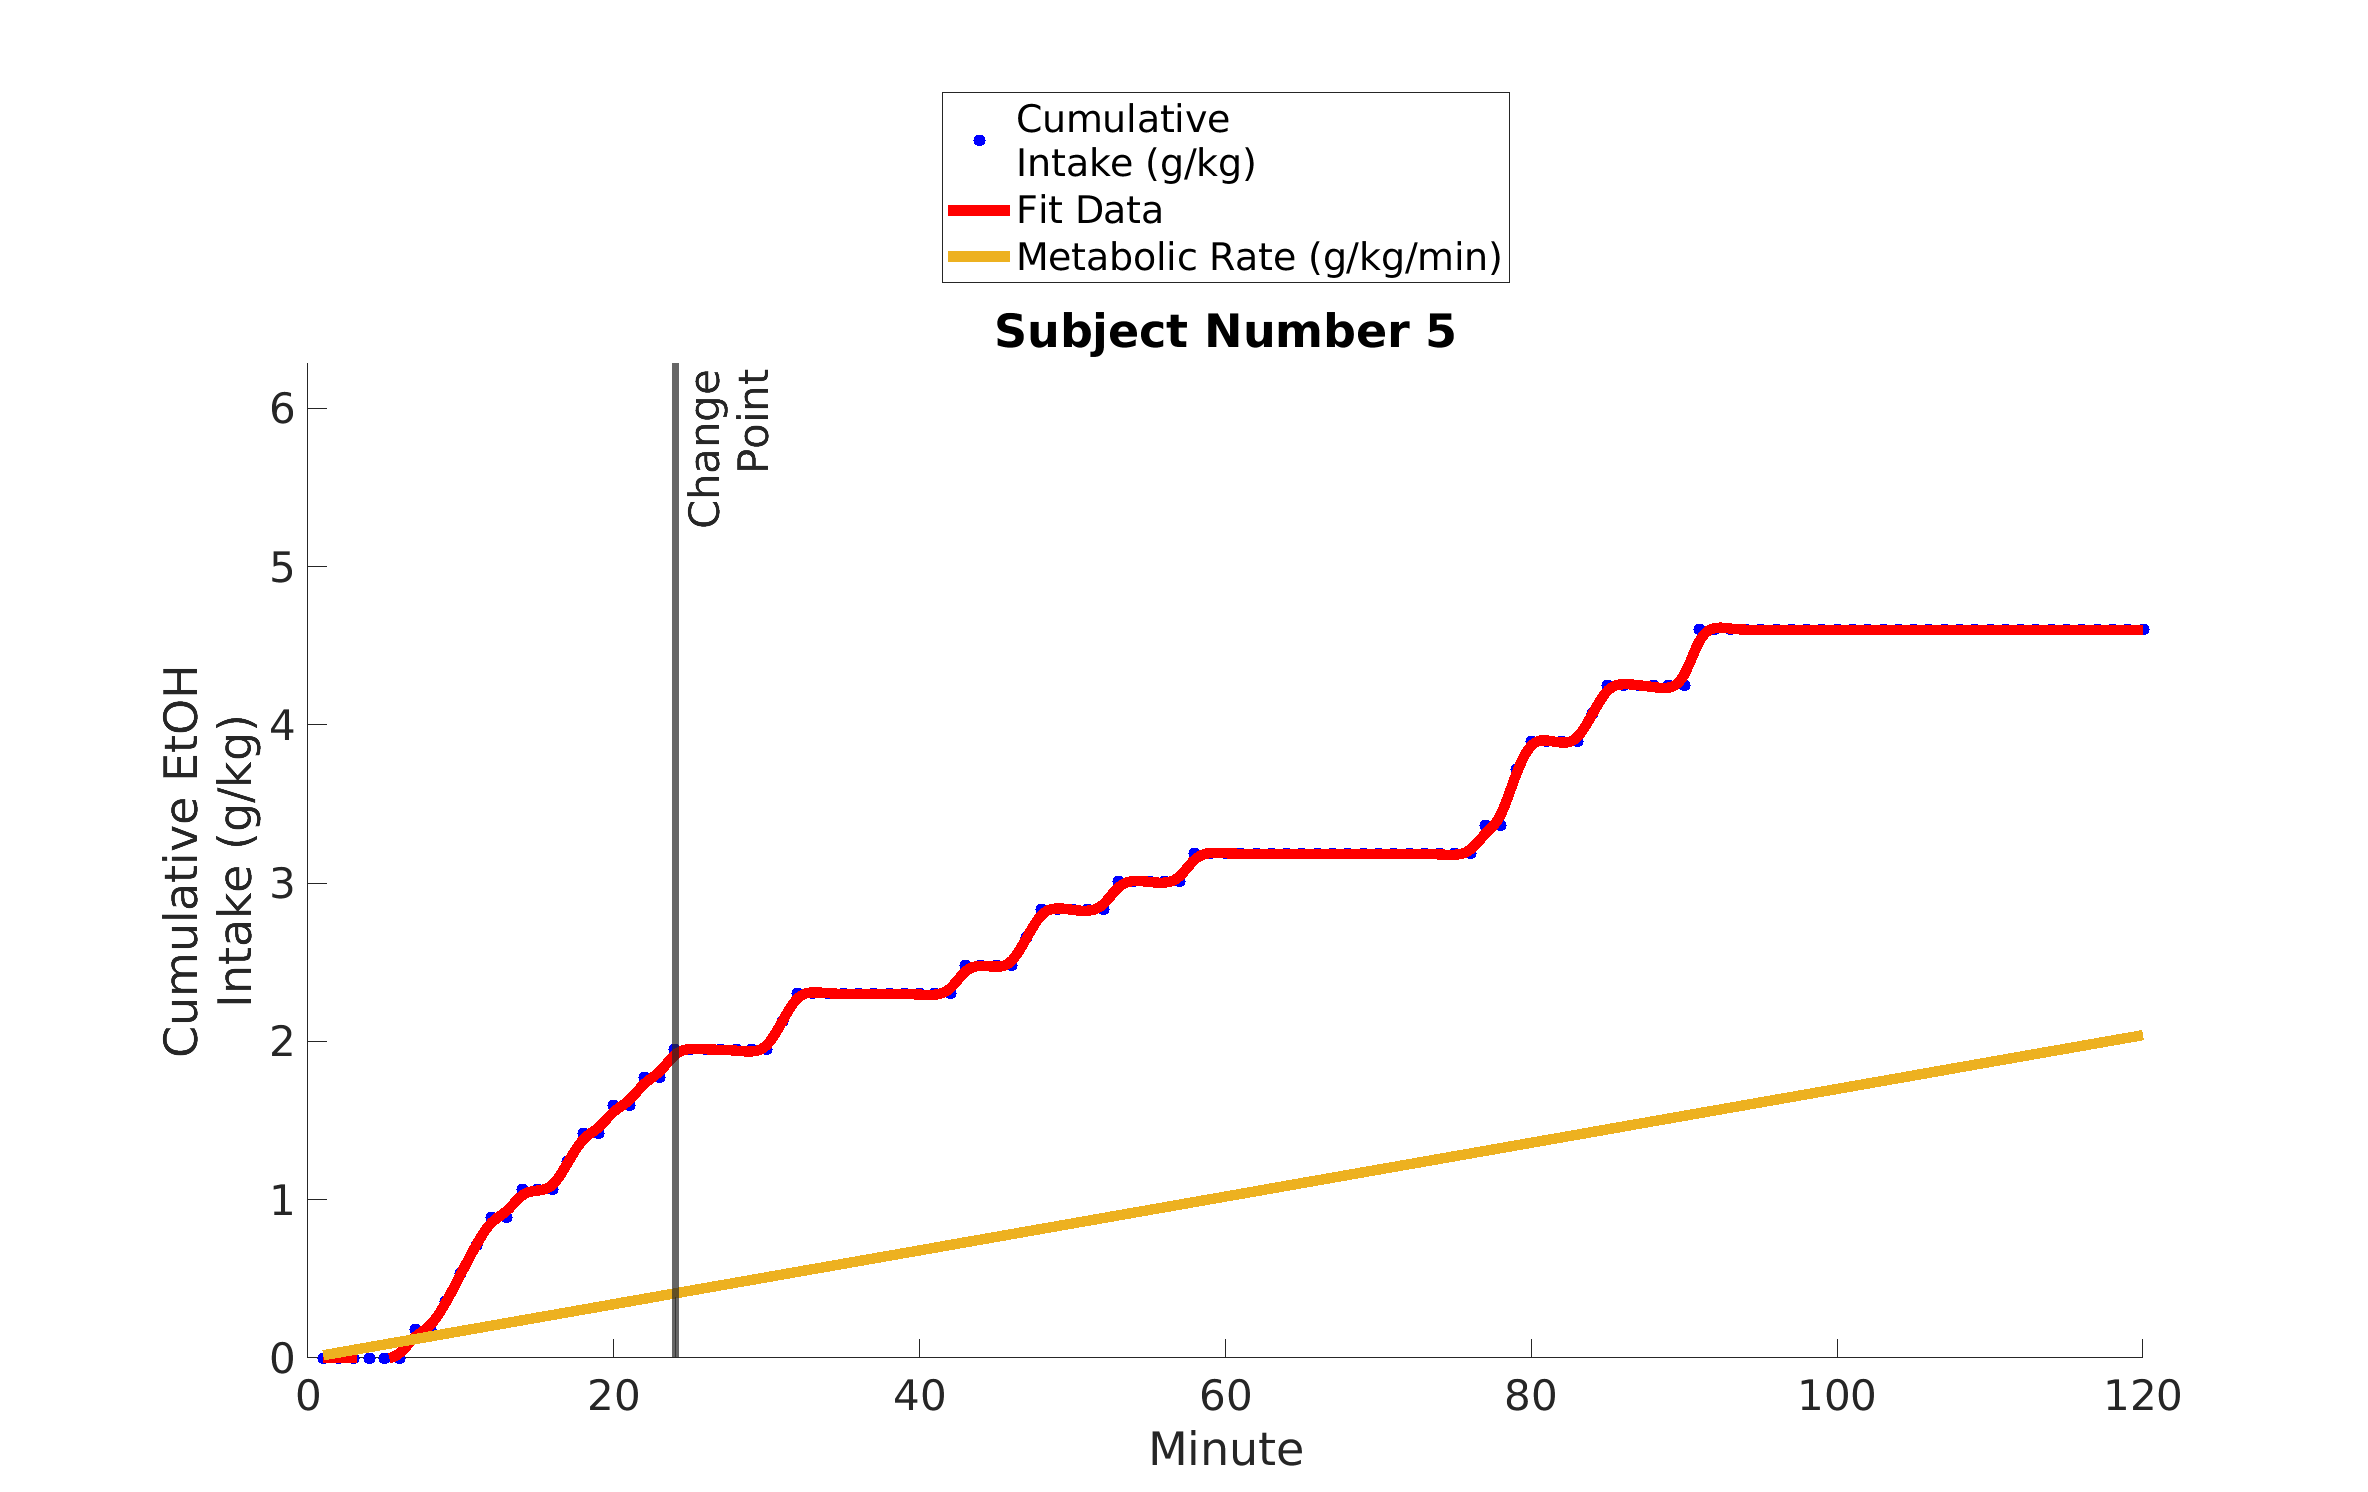 Cumulative
Intake (g/kg)
Fit Data
Metabolic Rate (g/kg/min)
Subject Number 5
Change
Point
Cumulative EtOH
Intake (g/kg)
6
5
4
3
2
1
0
0 20 40 60 80 100 120
Minute